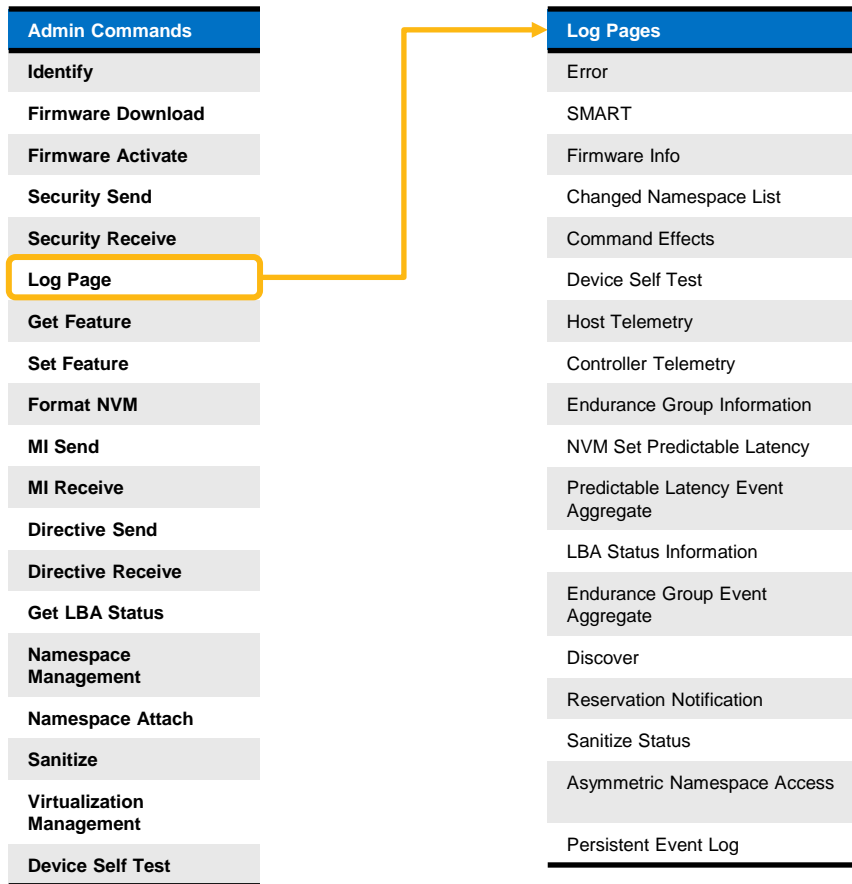 Admin Commands
Identify
Firmware Download
Firmware Activate
Security Send
Security Receive
Log Page
Get Feature
Set Feature
Format NVM
MI Send
MI Receive
Directive Send
Directive Receive
Get LBA Status
Namespace
Management
Namespace Attach
Sanitize
Virtualization
Management
Device Self Test
Log Pages
Error
SMART
Firmware Info
Changed Namespace List
Command Effects
Device Self Test
Host Telemetry
Controller Telemetry
Endurance Group Information
NVM Set Predictable Latency
Predictable Latency Event
Aggregate
LBA Status Information
Endurance Group Event
Aggregate
Discover
Reservation Notification
Sanitize Status
Asymmetric Namespace Access
Persistent Event Log